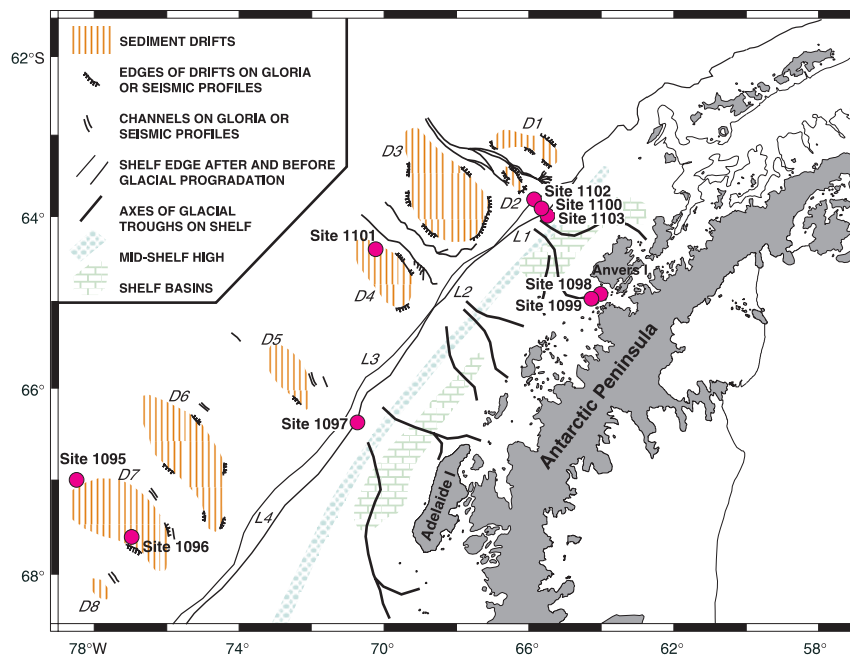 SEDIMENT DRIFTS
EDGES OF DRIFTS ON GLORIA
OR SEISMIC PROFILES
CHANNELS ON GLORIA OR
SEISMIC PROFILES
SHELF EDGE AFTER AND BEFORE
GLACIAL PROGRADATION
AXES OF GLACIAL
TROUGHS ON SHELF
MID-SHELF HIGH
SHELF BASINS
62°S
64°
66°
68°
78°W
74°
70°
66°
62°
58°
D1
D3
D2
Site 1102
Site 1100
Site 1103
L1
Site 1101
D4
Anvers I
Site 1098
Site 1099
L2
D5
L3
D6
Site 1097
Site 1095
D7
Site 1096
L4
D8
Adelaide I
Antarctic Peninsula